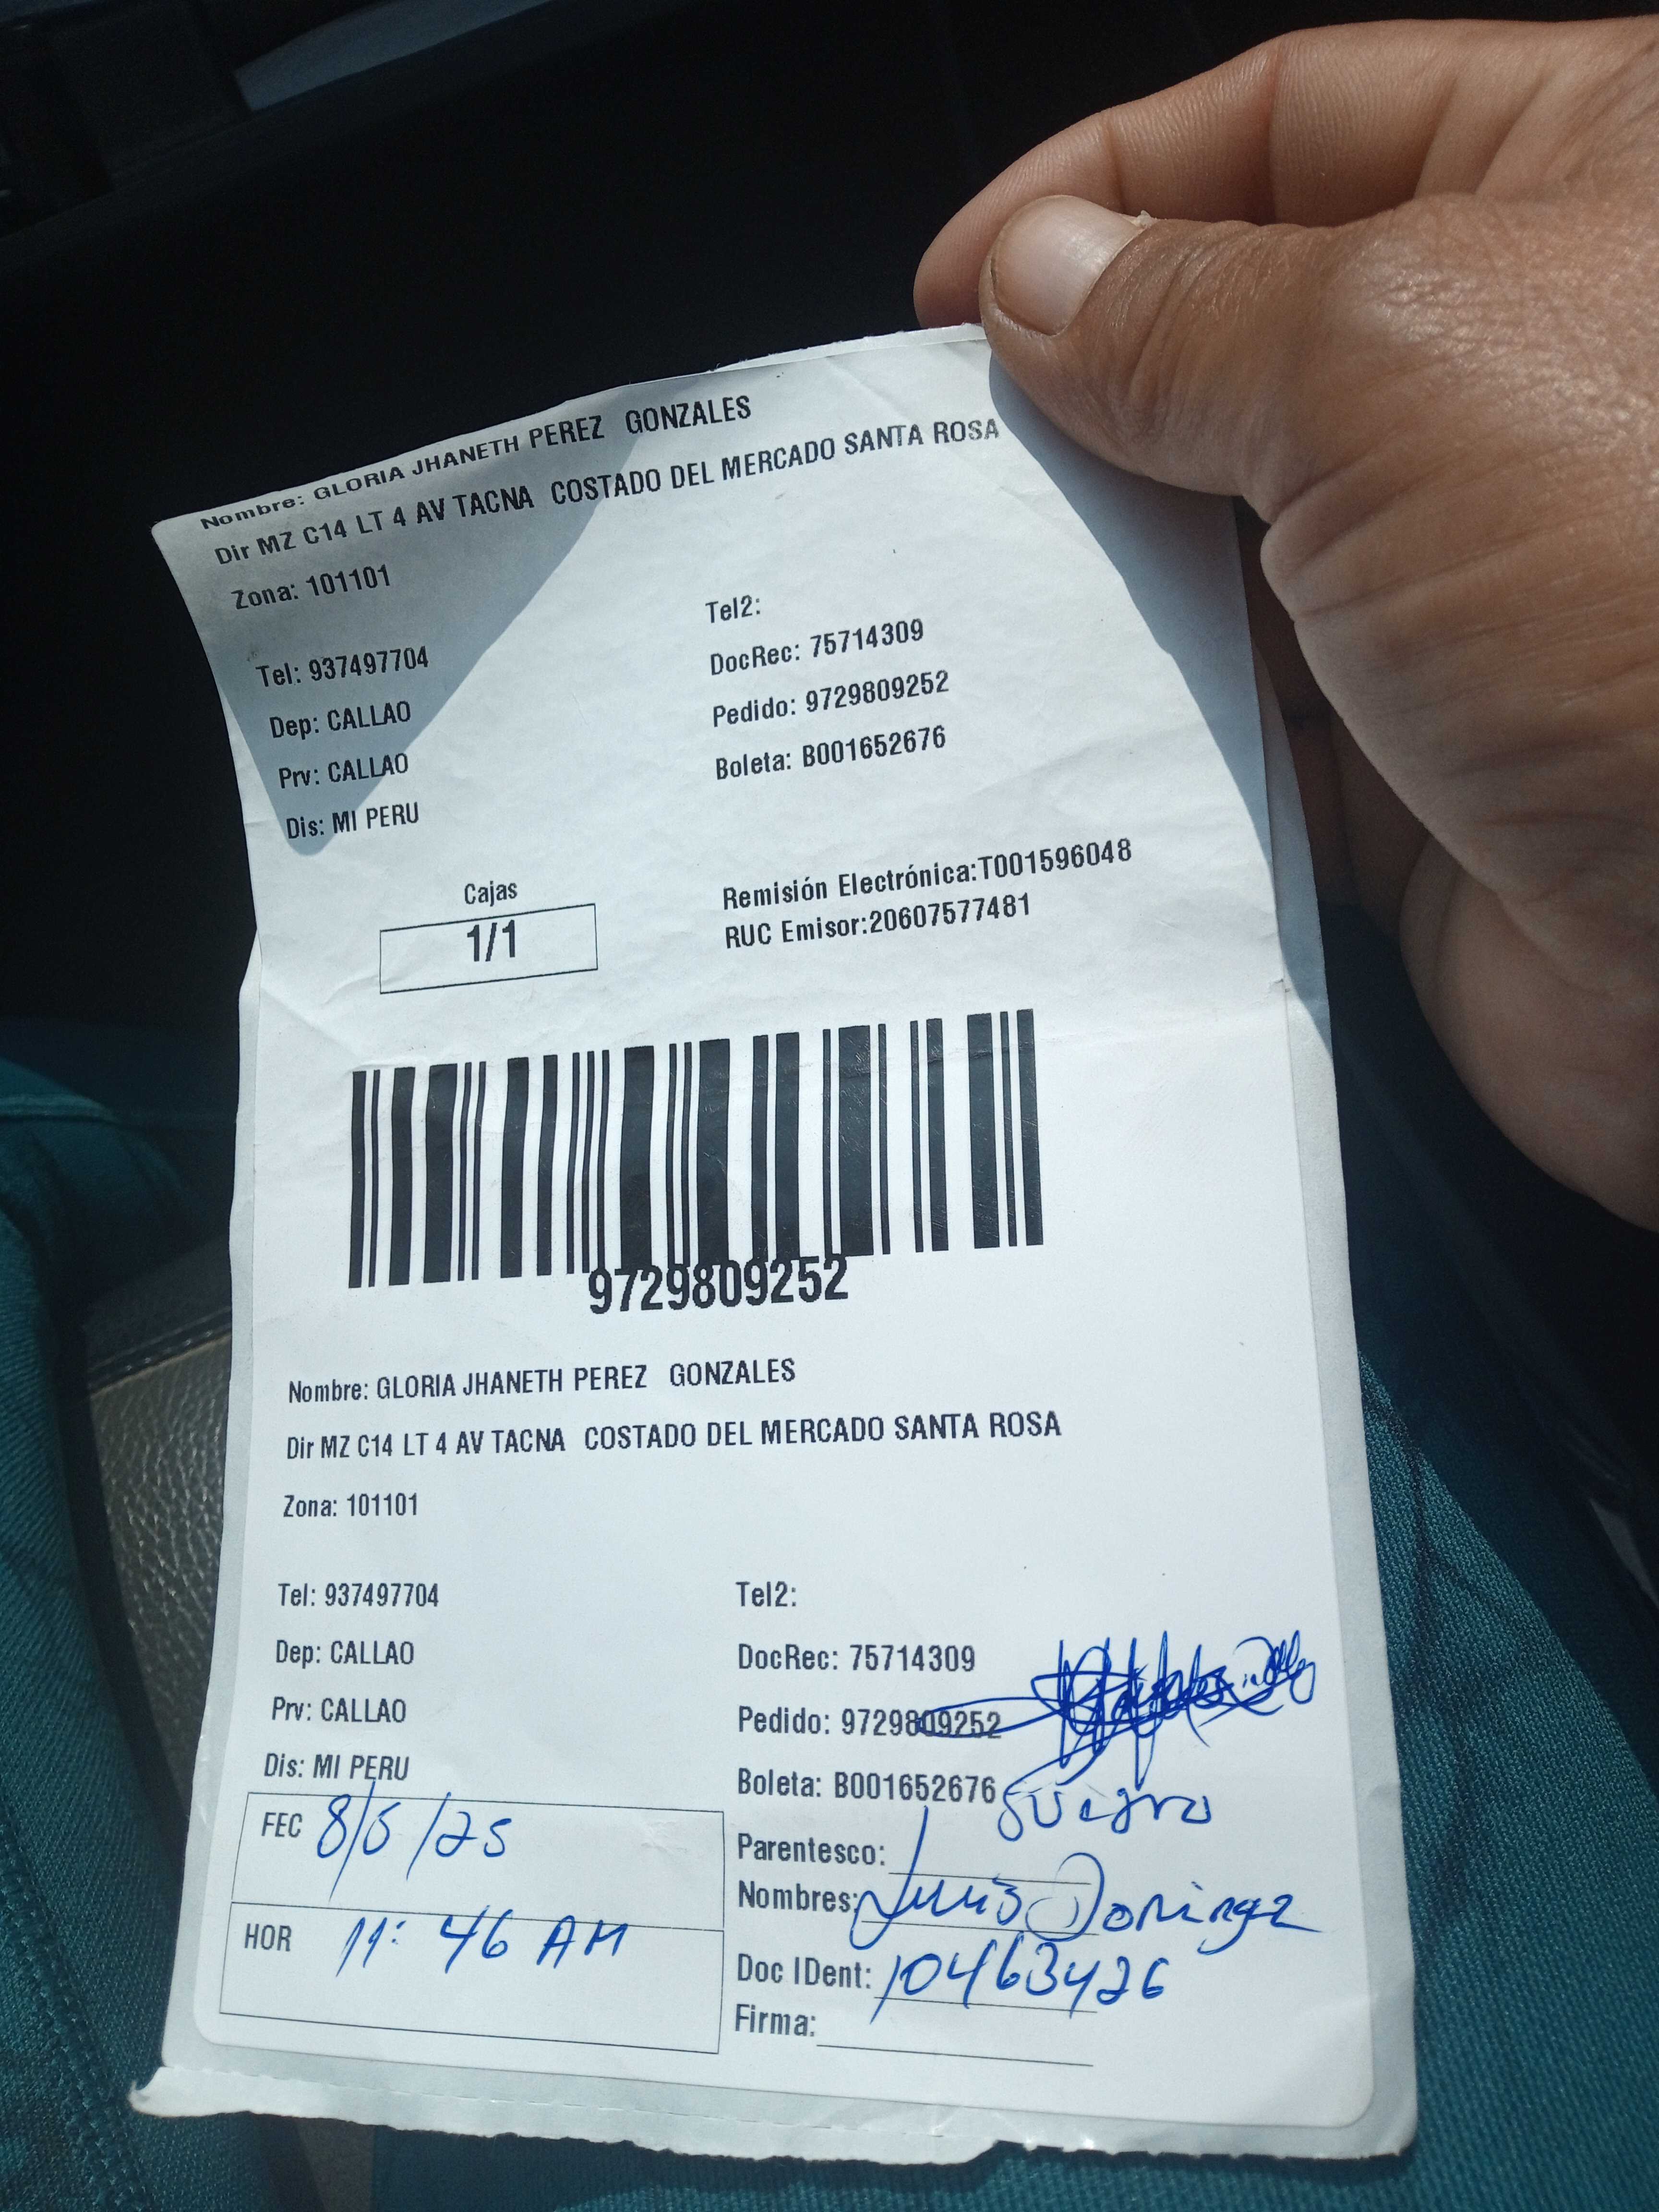 Nombre: GLORIA JHANETH PEREZ GONZALES
Dir MZ C14 LT 4 AV TACNA COSTADO DEL MERCADO SANTA ROSA
Zona: 101101
Tel: 937497704
Dep: CALLAO
Prv: CALLAO
Dis: MI PERU
Tel2:
DocRec: 75714309
Pedido: 9729809252
Boleta: B001652676
Cajas
1/1
Remisión Electrónica:T001596048
RUC Emisor:20607577481
9729809252
Nombre: GLORIA JHANETH PEREZ GONZALES
Dir MZ C14 LT 4 AV TACNA COSTADO DEL MERCADO SANTA ROSA
Zona: 101101
Tel: 937497704
Dep: CALLAO
Prv: CALLAO
Dis: MI PERU
Tel2:
DocRec: 75714309
Pedido: 9729809252
Boleta: B001652676
FEC 8/5/25
HOR 11:46 AM
Parentesco: suegro
Nombres: Luis
Doc IDent: 10463426
Firma: